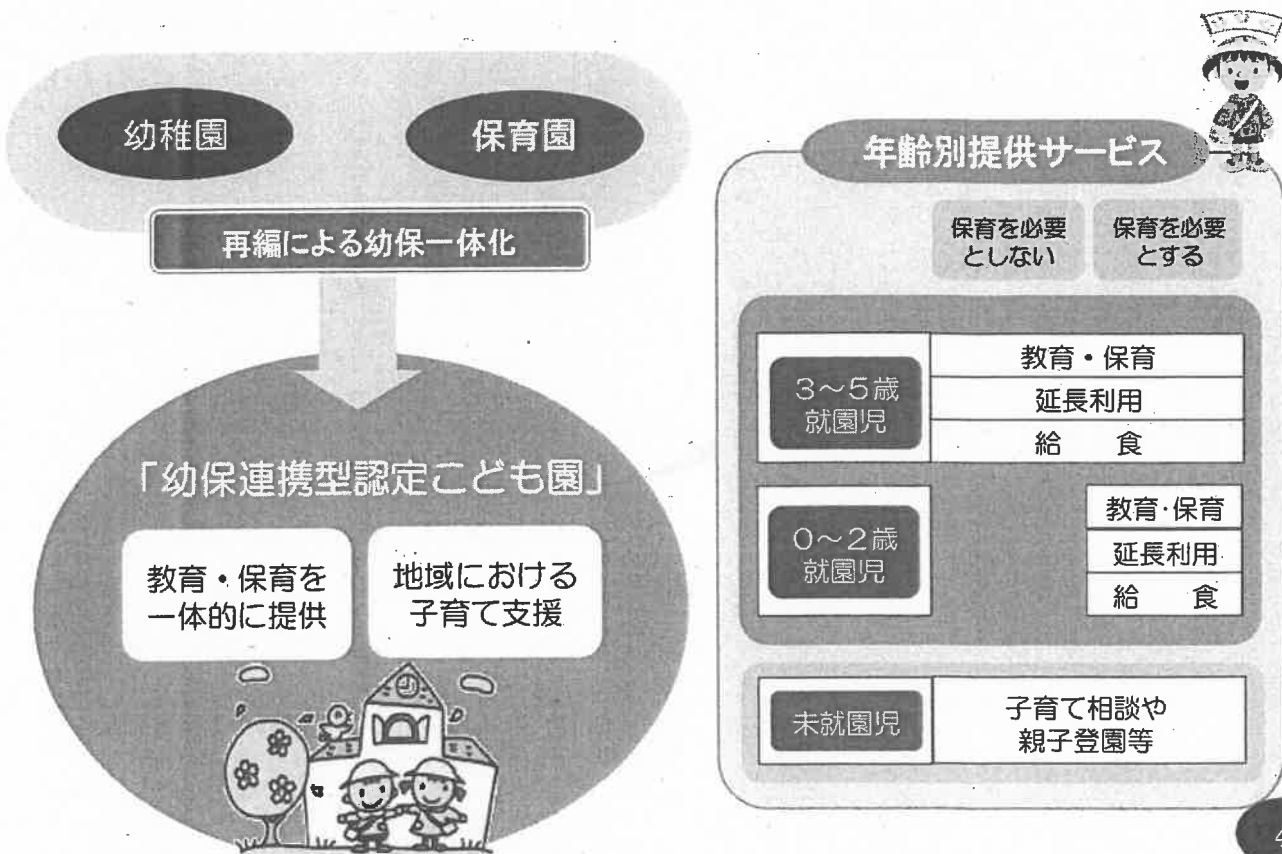 幼稚園
保育園
再編による幼保一体化
「幼保連携型認定こども園」
教育・保育を
一体的に提供
地域における
子育て支援
年齢別提供サービス
保育を必要
としない
保育を必要
とする
3～5歳
就園児
教育・保育
延長利用
給　食
0～2歳
就園児
教育・保育
延長利用
給　食
未就園児
子育て相談や
親子登園等